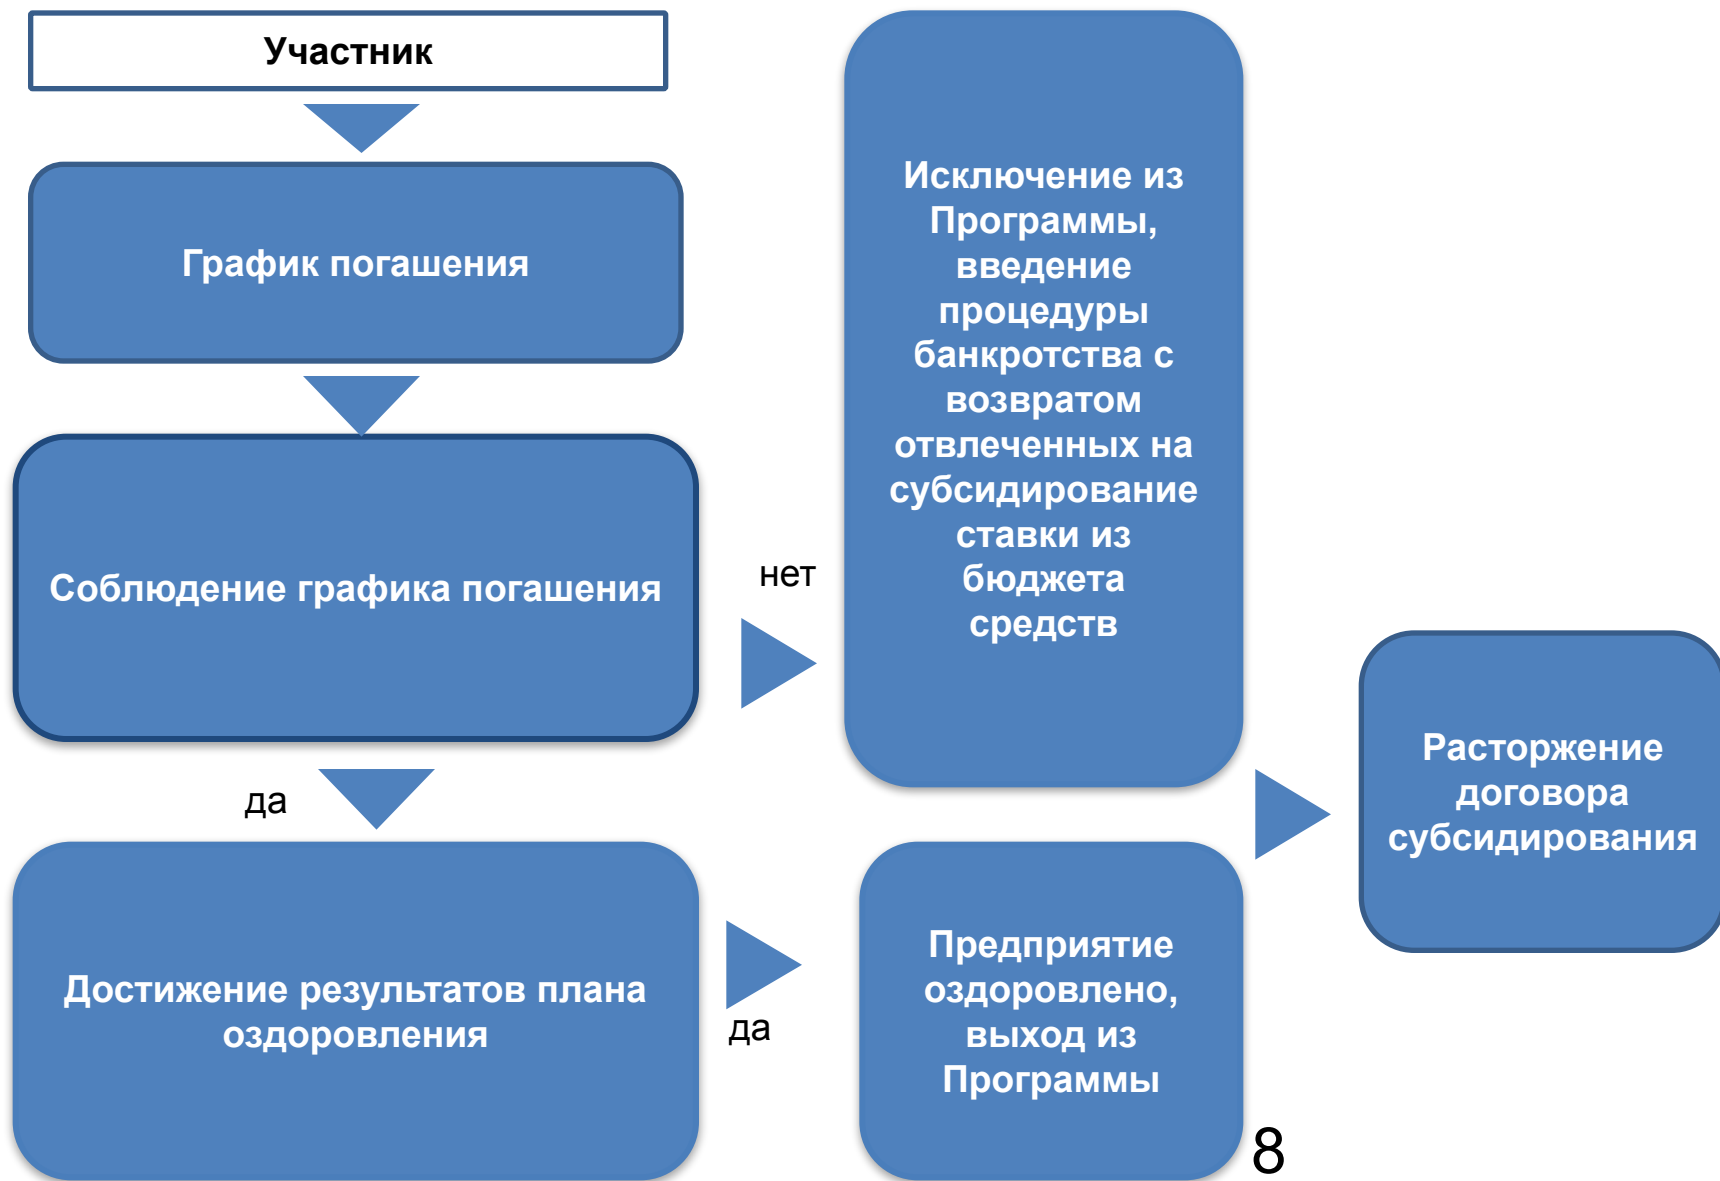 Участник
График погашения
Соблюдение графика погашения
нет
да
Достижение результатов плана
оздоровления
да
Исключение из
Программы,
введение
процедуры
банкротства с
возвратом
отвлеченных на
субсидирование
ставки из
бюджета
средств
Предприятие
оздоровлено,
выход из
Программы
Расторжение
договора
субсидирования
8